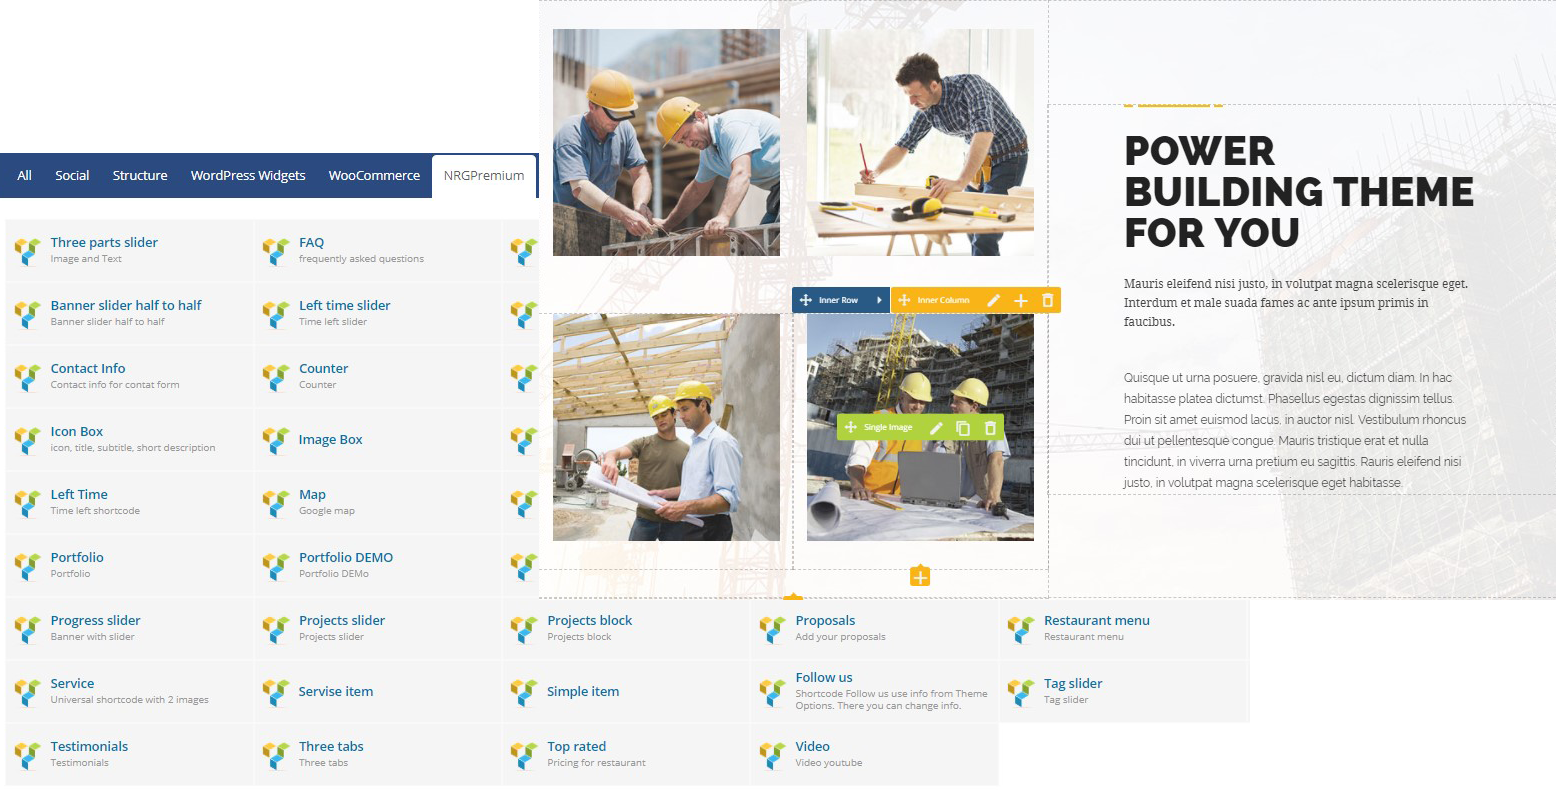 All
Social
Structure
WordPress Widgets
WooCommerce
NRGPremium
Three parts slider
Image and Text
FAQ
frequently asked questions
Banner slider half to half
Banner slider half to half
Left time slider
Time left slider
Contact Info
Contact info for contat form
Counter
Counter
Icon Box
icon, title, subtitle, short description
Image Box
Left Time
Time left shortcode
Map
Google map
Portfolio
Portfolio
Portfolio DEMO
Portfolio DEMo
Progress slider
Banner with slider
Projects slider
Projects slider
Projects block
Projects block
Proposals
Add your proposals
Restaurant menu
Restaurant menu
Service
Universal shortcode with 2 images
Servise item
Simple item
Follow us
Shortcode Follow us use info from Theme
Options. There you can change info.
Tag slider
Tag slider
Testimonials
Testimonials
Three tabs
Three tabs
Top rated
Pricing for restaurant
Video
Video youtube
Inner Row
Inner Column
Single Image
POWER
BUILDING THEME
FOR YOU
Mauris eleifend nisi justo, in volutpat magna scelerisque eget.
Interdum et male suada fames ac ante ipsum primis in
faucibus.
Quisque ut urna posuere, gravida nisl eu, dictum diam. In hac
habitasse platea dictumst. Phasellus egestas dignissim tellus.
Proin sit amet euismod lacus, in auctor nisl. Vestibulum rhoncus
dui ut pellentesque congue. Mauris tristique erat et nulla
tincidunt, in viverra urna pretium eu sagittis. Rauris eleifend nisi
justo, in volutpat magna scelerisque eget habitasse.